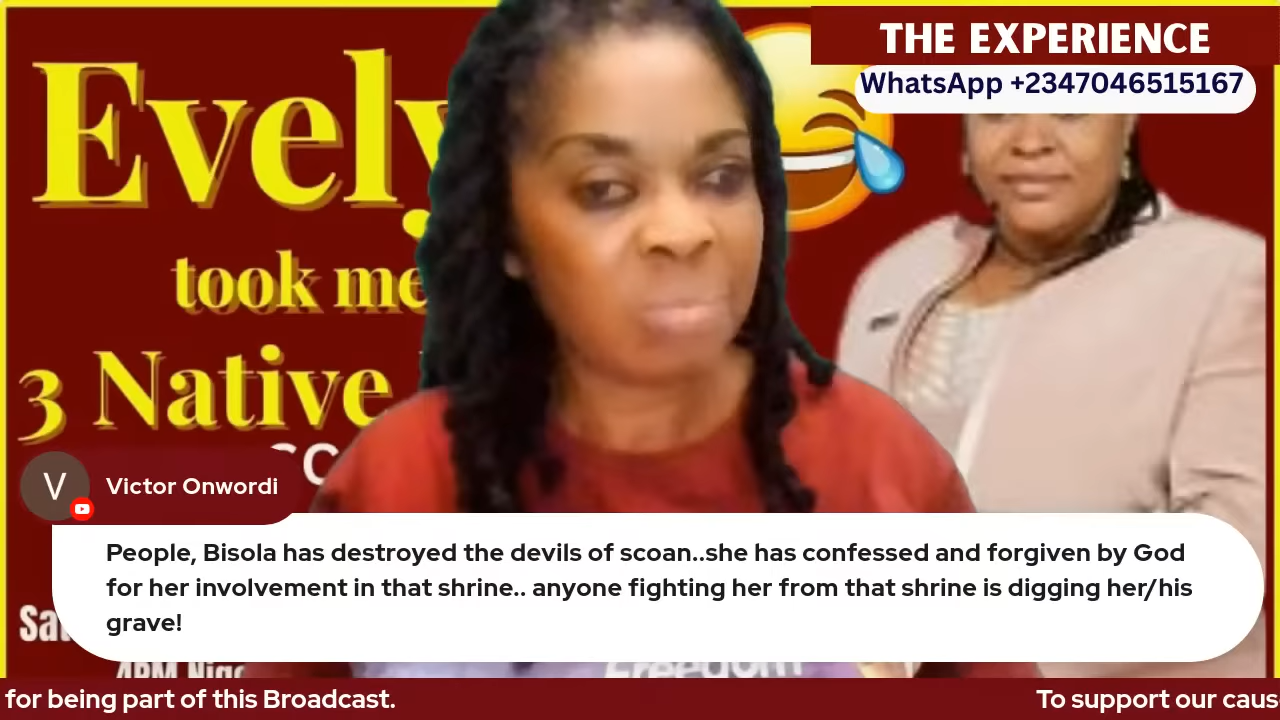 THE EXPERIENCE
WhatsApp +2347046515167
Evely
took me
3 Native
V
Victor Onwordi
People, Bisola has destroyed the devils of scoan..she has confessed and forgiven by God
for her involvement in that shrine.. anyone fighting her from that shrine is digging her/his
grave!
4PM
Freedom
for being part of this Broadcast.
To support our caus